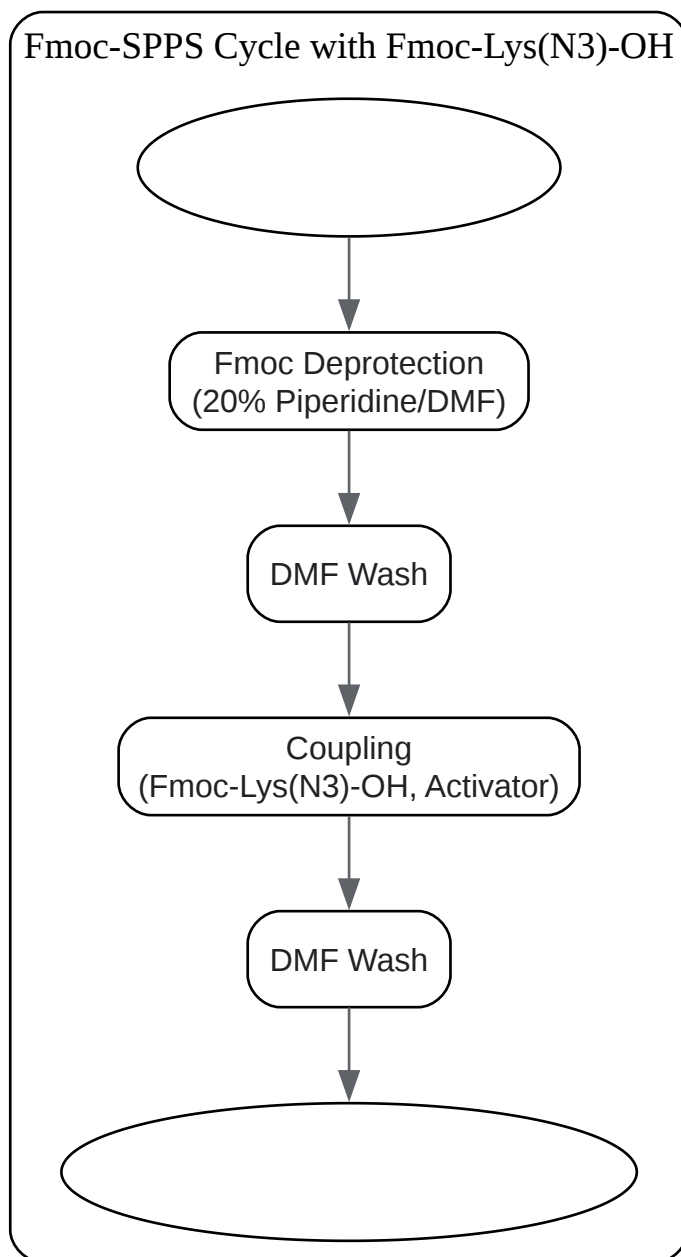 Fmoc-SPPS Cycle with Fmoc-Lys(N3)-OH
Fmoc Deprotection
(20% Piperidine/DMF)
DMF Wash
Coupling
(Fmoc-Lys(N3)-OH, Activator)
DMF Wash